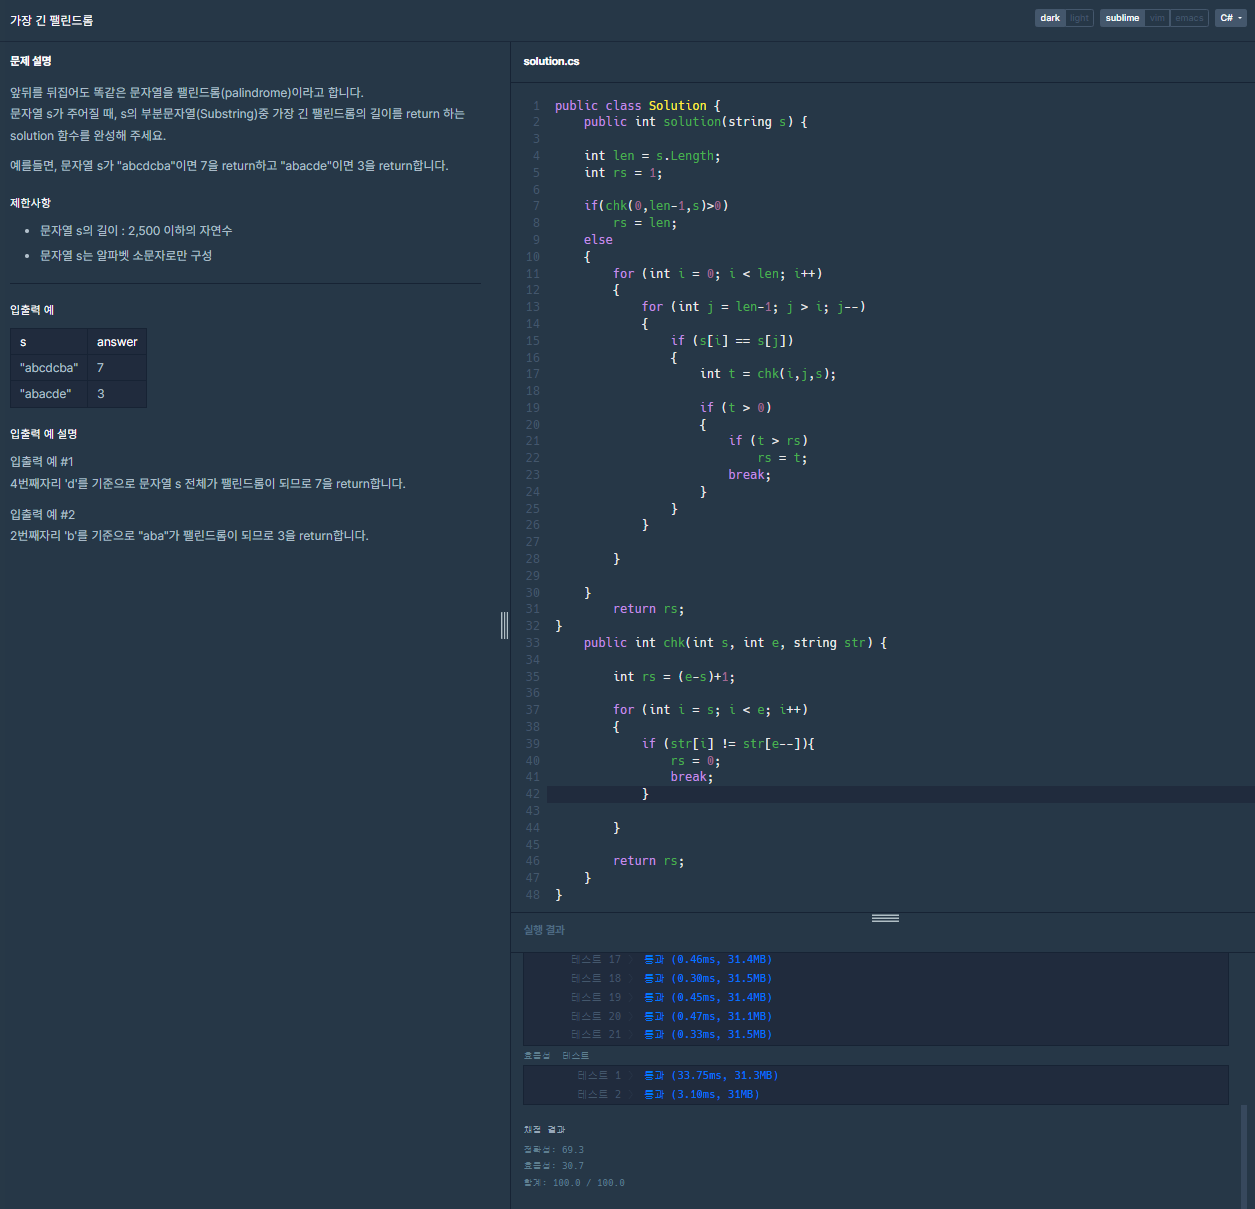 가장 긴 팰린드롬
dark light sublime vim emacs C#
문제 설명
앞뒤를 뒤집어도 똑같은 문자열을 팰린드롬(palindrome)이라고 합니다.
문자열 s가 주어질 때, s의 부분문자열(Substring)중 가장 긴 팰린드롬의 길이를 return 하는
solution 함수를 완성해 주세요.
예를들면, 문자열 s가 "abcdcba"이면 7을 return하고 "abacde"이면 3을 return합니다.
제한사항
• 문자열 s의 길이 : 2,500 이하의 자연수
• 문자열 s는 알파벳 소문자로만 구성
입출력 예
s answer
"abcdcba" 7
"abacde" 3
입출력 예 설명
입출력 예 #1
4번째자리 'd'를 기준으로 문자열 s 전체가 팰린드롬이 되므로 7을 return합니다.
입출력 예 #2
2번째자리 'b'를 기준으로 "aba"가 팰린드롬이 되므로 3을 return합니다.
solution.cs
1 public class Solution {
2 public int solution(string s) {
3
4 int len = s.Length;
5 int rs = 1;
6
7 if(chk(0,len-1,s)>0)
8 rs = len;
9 else
10 {
11 for (int i = 0; i < len; i++)
12 {
13 for (int j = len-1; j > i; j--)
14 {
15 if (s[i] == s[j])
16 {
17 int t = chk(i,j,s);
18
19 if (t > 0)
20 {
21 if (t > rs)
22 rs = t;
23 break;
24 }
25 }
26 }
27
28 }
29
30 }
31 return rs;
32 }
33 public int chk(int s, int e, string str) {
34
35 int rs = (e-s)+1;
36
37 for (int i = s; i < e; i++)
38 {
39 if (str[i] != str[e--]){
40 rs = 0;
41 break;
42 }
43
44 }
45
46 return rs;
47 }
48 }
실행 결과
테스트 17 통과 (0.46ms, 31.4MB)
테스트 18 통과 (0.30ms, 31.5MB)
테스트 19 통과 (0.45ms, 31.4MB)
테스트 20 통과 (0.47ms, 31.1MB)
테스트 21 통과 (0.33ms, 31.5MB)
효율성 테스트
테스트 1 통과 (33.75ms, 31.3MB)
테스트 2 통과 (3.10ms, 31MB)
채점 결과
정확성: 69.3
효율성: 30.7
합계: 100.0 / 100.0